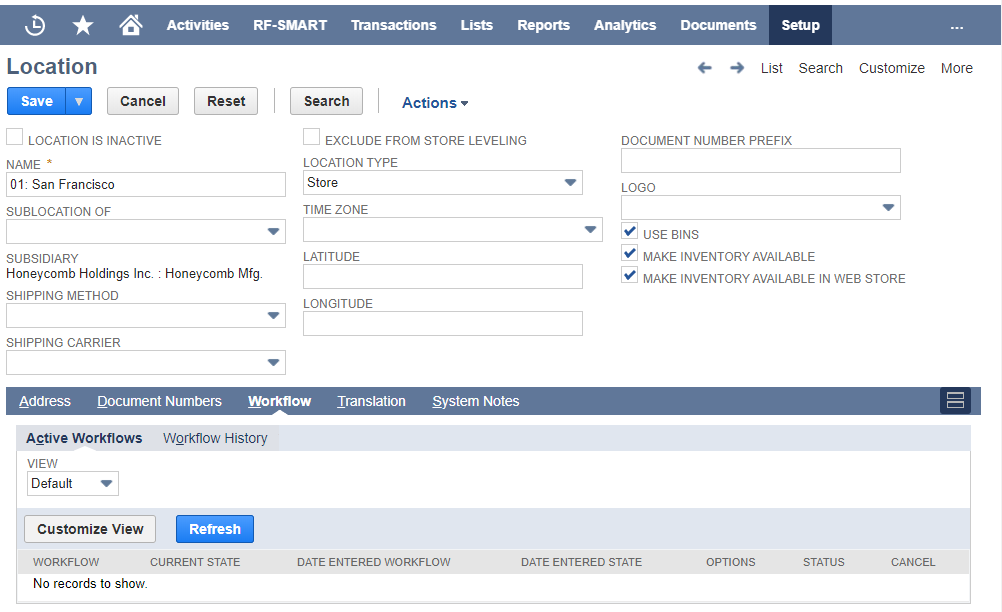 Activities RF-SMART Transactions Lists Reports Analytics Documents Setup ...
Location
List Search Customize More
Save Cancel Reset Search Actions
LOCATION IS INACTIVE
NAME *
01: San Francisco
SUBLOCATION OF
SUBSIDIARY
Honeycomb Holdings Inc. : Honeycomb Mfg.
SHIPPING METHOD
SHIPPING CARRIER
EXCLUDE FROM STORE LEVELING
LOCATION TYPE
Store
TIME ZONE
LATITUDE
LONGITUDE
DOCUMENT NUMBER PREFIX
LOGO
USE BINS
MAKE INVENTORY AVAILABLE
MAKE INVENTORY AVAILABLE IN WEB STORE
Address Document Numbers Workflow Translation System Notes
Active Workflows Workflow History
VIEW
Default
Customize View Refresh
WORKFLOW CURRENT STATE DATE ENTERED WORKFLOW DATE ENTERED STATE OPTIONS STATUS CANCEL
No records to show.